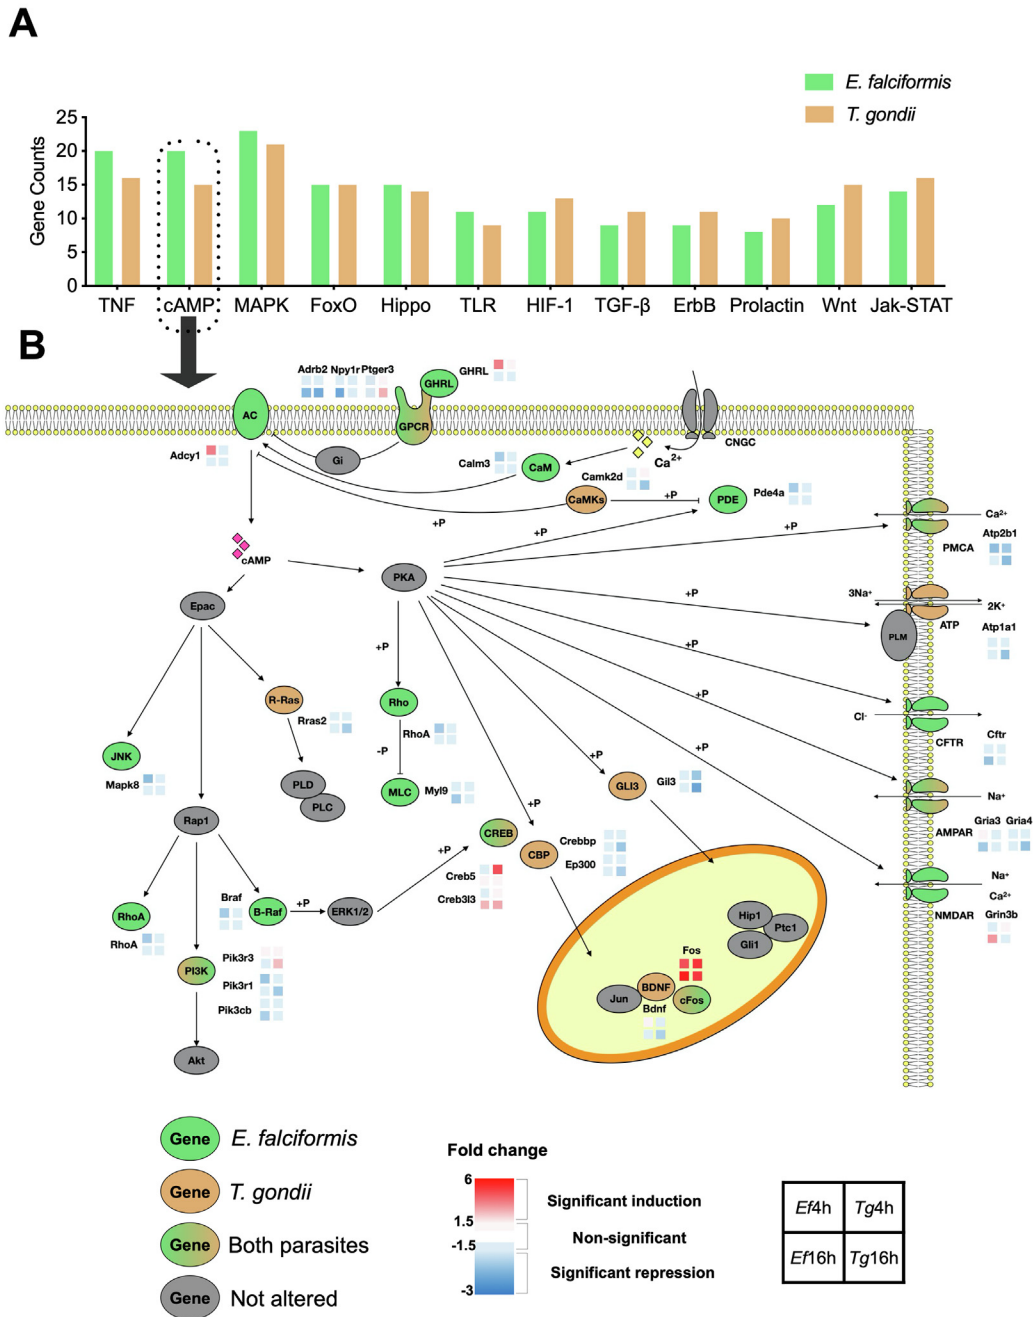 A
E. falciformis
T. gondii
Gene Counts
25
20
15
10
5
0
TNF cAMP MAPK FoxO Hippo TLR HIF-1 TGF-β ErbB Prolactin Wnt Jak-STAT
B
Adrb2 Npy1r Ptger3
GHRL
GHRL
AC
GPCR
CNGC
Adcy1
Gi
Calm3
CaM
Ca2+
Camk2d
CaMKs
+P
PDE
Pde4a
+P
+P
+P
Ca2+
Atp2b1
PMCA
cAMP
PKA
Epac
+P
3Na+
2K+
ATP
PLM
Atp1a1
+P
+P
R-Ras
Rras2
Rho
RhoA
+P
Cl-
CFTR
Cftr
JNK
Mapk8
-P
+P
+P
PLD
PLC
MLC
Myl9
GLI3
Gil3
Na+
AMPAR
Gria3 Gria4
Rap1
+P
CREB
+P
CBP
Crebbp
Ep300
Creb5
Creb3l3
Na+
Ca2+
NMDAR
Grin3b
Braf
B-Raf
+P
ERK1/2
RhoA
RhoA
Hip1
Ptc1
Gli1
PI3K
Pik3r3
Pik3r1
Pik3cb
Fos
Jun
BDNF
cFos
Bdnf
Akt
Gene E. falciformis
Gene T. gondii
Gene Both parasites
Gene Not altered
Fold change
6
1.5
-1.5
-3
Significant induction
Non-significant
Significant repression
Ef4h Tg4h
Ef16h Tg16h